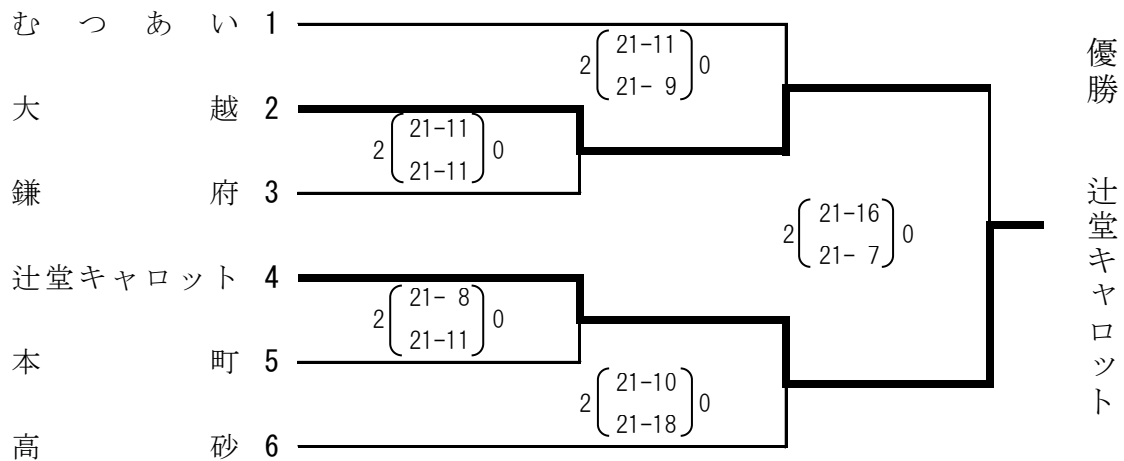 むつあい 1
2 21-11 0
21- 9
大越 2
2 21-11 0
21-11
鎌府 3
2 21-16 0
21- 7
辻堂キャロット 4
2 21- 8 0
21-11
本町 5
2 21-10 0
21-18
高砂 6
優勝 辻堂キャロット